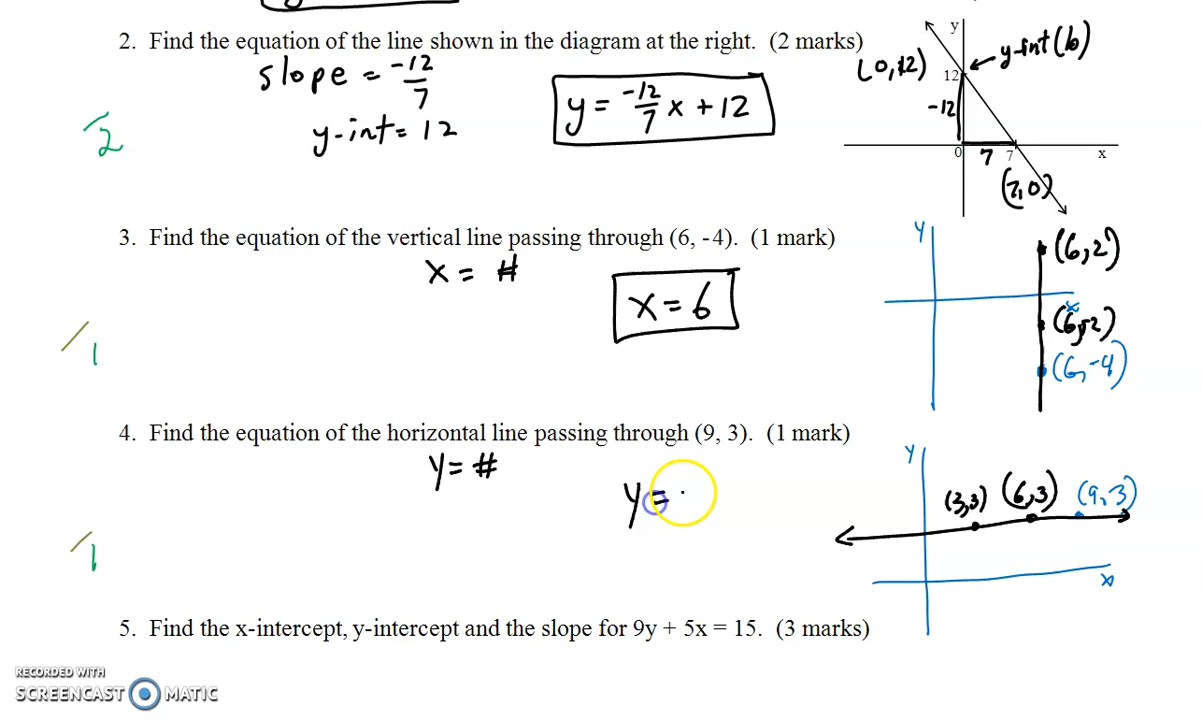 2. Find the equation of the line shown in the diagram at the right. (2 marks)
slope = -12/7
y-int = 12
y = -12/7 x + 12
/2
y
(0,12)
12
y-int (b)
-12
0
7
7
x
(7,0)
3. Find the equation of the vertical line passing through (6, -4). (1 mark)
x = #
x = 6
/1
y
(6,2)
x
(6,-2)
(6,-4)
4. Find the equation of the horizontal line passing through (9, 3). (1 mark)
y = #
y =
/1
y
(3,3) (6,3) (9,3)
x
5. Find the x-intercept, y-intercept and the slope for 9y + 5x = 15. (3 marks)
RECORDED WITH
SCREENCAST MATIC